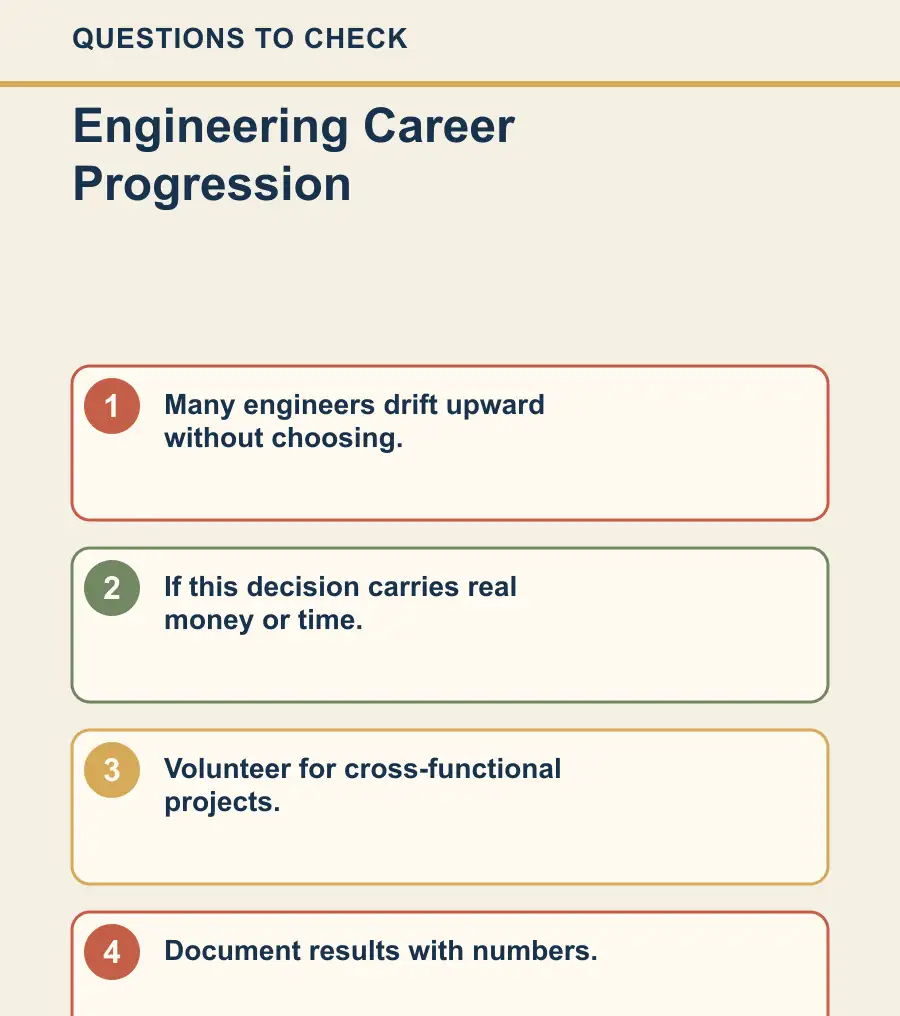 QUESTIONS TO CHECK
Engineering Career
Progression
1
Many engineers drift upward
without choosing.
2
If this decision carries real
money or time.
3
Volunteer for cross-functional
projects.
4
Document results with numbers.